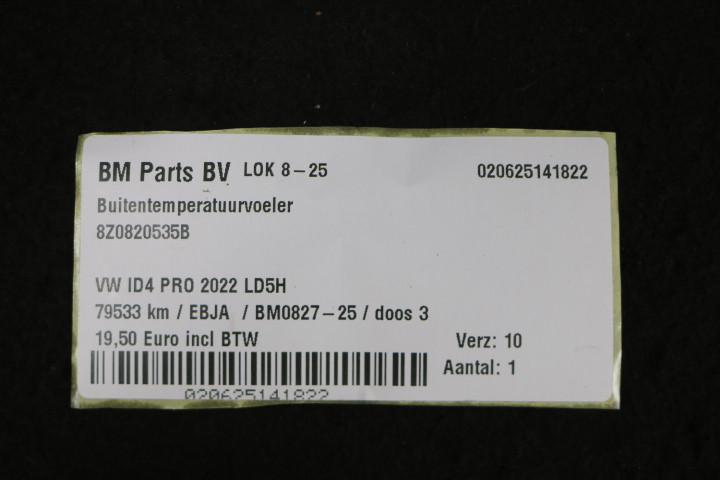 BM Parts BV LOK 8-25 020625141822
Buitentemperatuurvoeler
8Z0820535B
VW ID4 PRO 2022 LD5H
79533 km / EBJA / BM0827-25 / doos 3
19,50 Euro incl BTW Verz: 10
Aantal: 1
020625141822